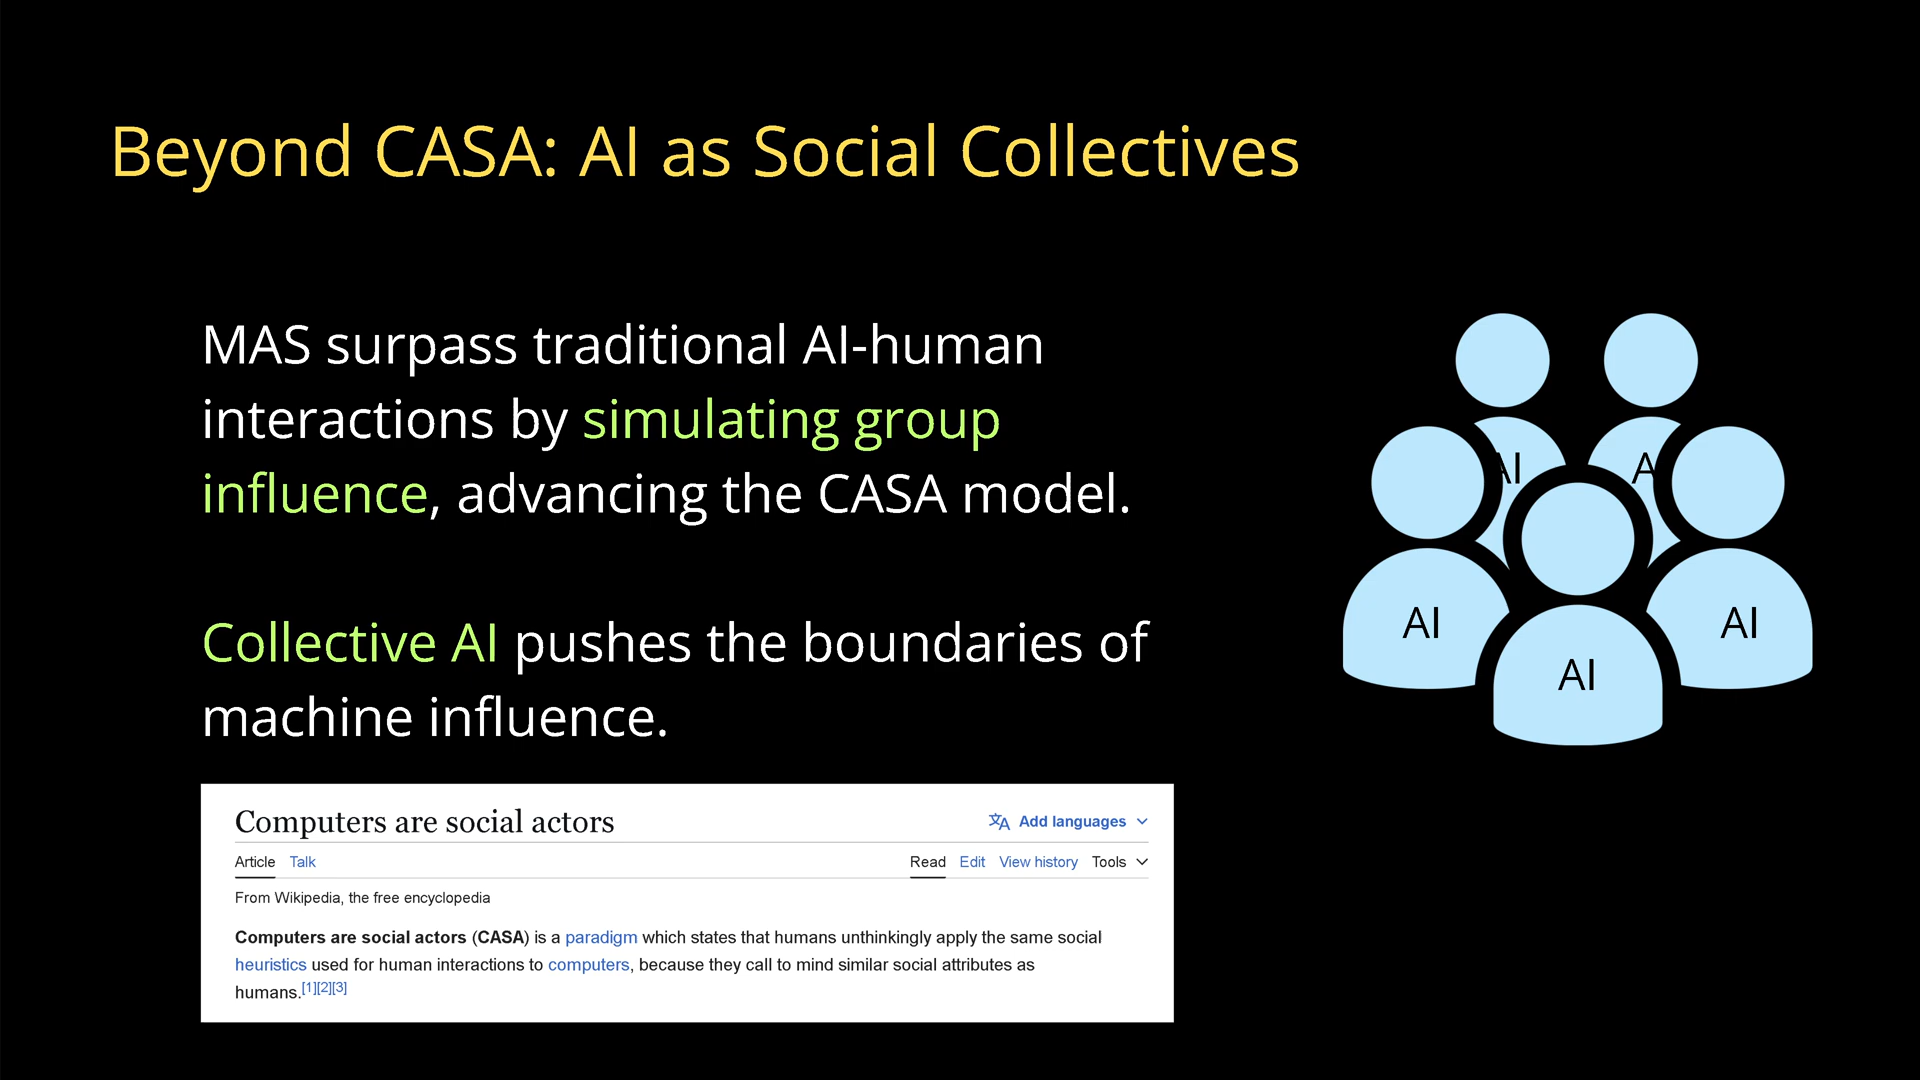 Beyond CASA: AI as Social Collectives
MAS surpass traditional AI-human
interactions by simulating group
influence, advancing the CASA model.
Collective AI pushes the boundaries of
machine influence.
AI
A
AI
AI
AI
Computers are social actors
Add languages
Article Talk Read Edit View history Tools
From Wikipedia, the free encyclopedia
Computers are social actors (CASA) is a paradigm which states that humans unthinkingly apply the same social
heuristics used for human interactions to computers, because they call to mind similar social attributes as
humans.[1][2][3]